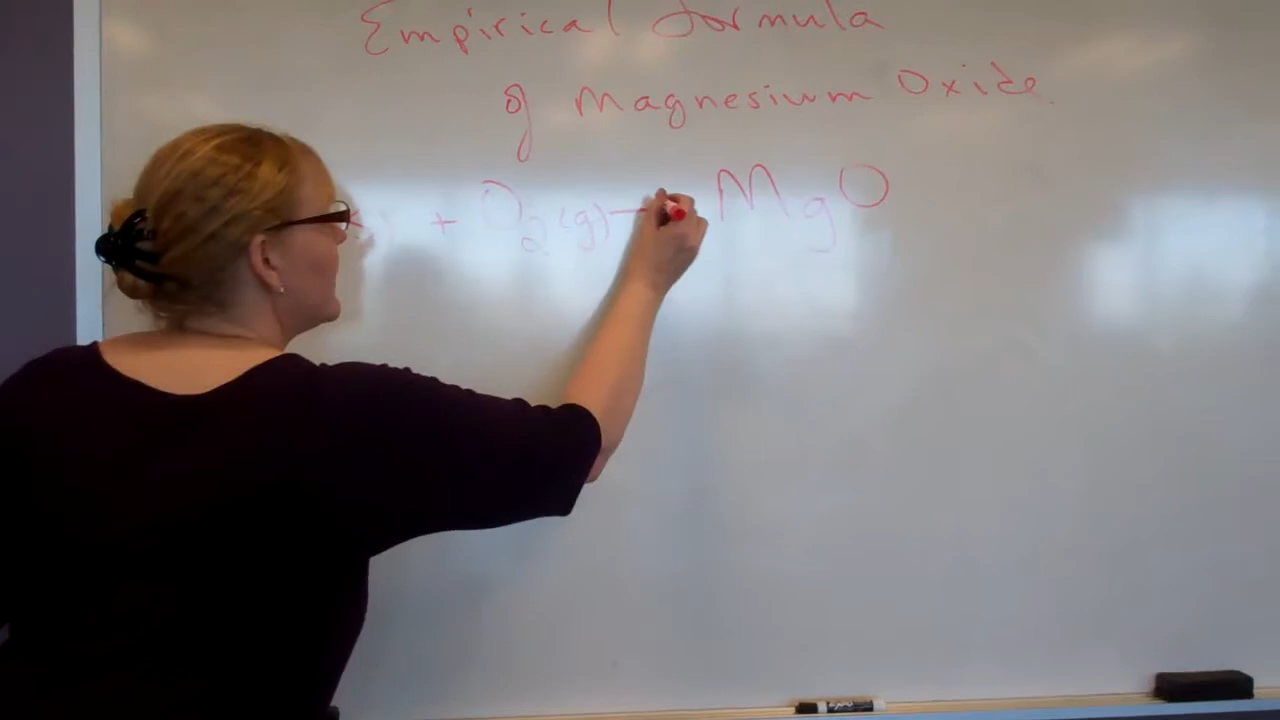 Empirical formula
of Magnesium Oxide
+ O2(g) → MgO